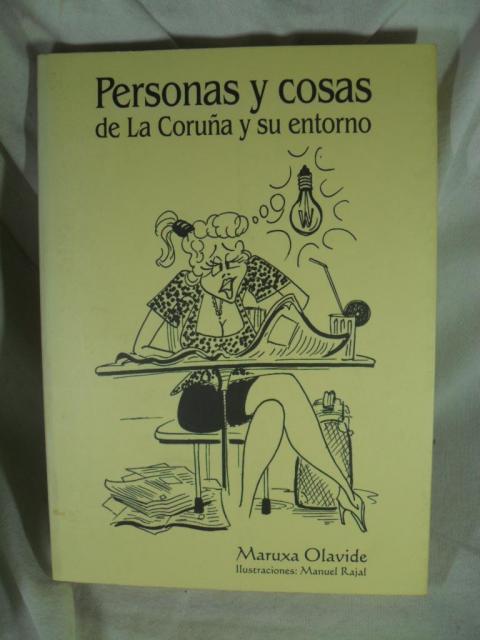 Personas y cosas
de La Coruña y su entorno
Maruxa Olavide
Ilustraciones: Manuel Rajal